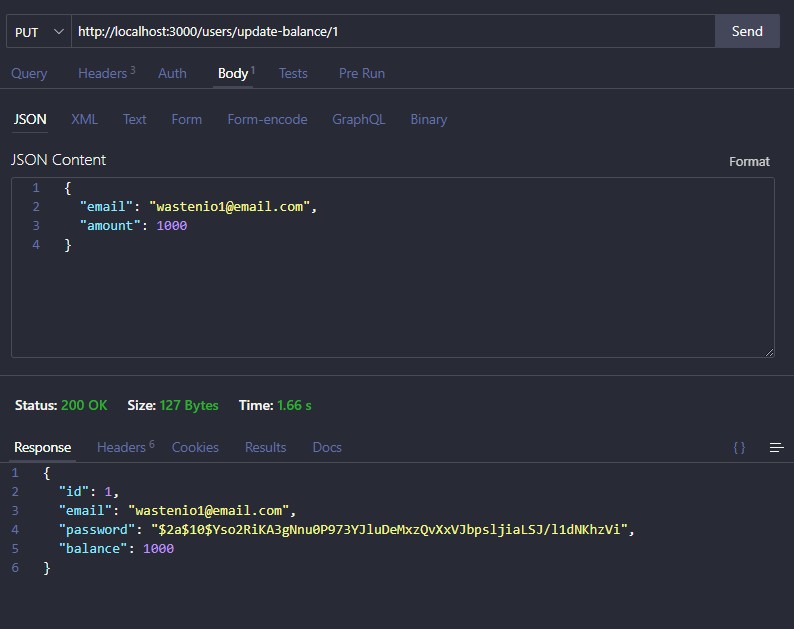 PUT http://localhost:3000/users/update-balance/1 Send
Query Headers 3 Auth Body 1 Tests Pre Run
JSON XML Text Form Form-encode GraphQL Binary
JSON Content Format
1 {
2 "email": "wastenio1@email.com",
3 "amount": 1000
4 }
Status: 200 OK Size: 127 Bytes Time: 1.66 s
Response Headers 6 Cookies Results Docs { }
1 {
2 "id": 1,
3 "email": "wastenio1@email.com",
4 "password": "$2a$10$Yso2RiKA3gNnu0P973YJluDeMxzQvXxVJbpsljiaLSJ/l1dNKhzVi",
5 "balance": 1000
6 }